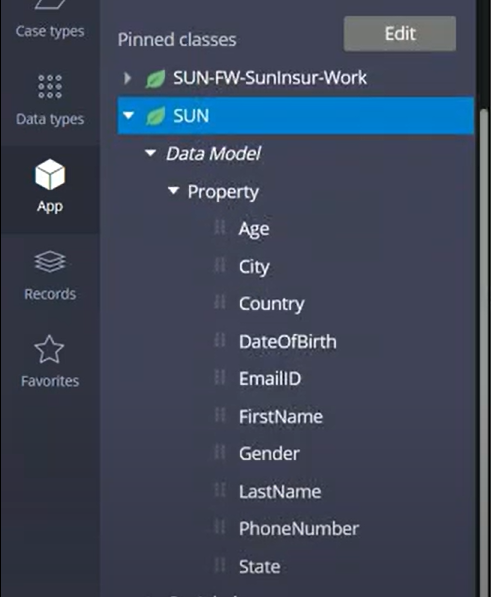 Case types
Data types
App
Records
Favorites
Pinned classes
Edit
SUN-FW-SunInsur-Work
SUN
Data Model
Property
Age
City
Country
DateOfBirth
EmailID
FirstName
Gender
LastName
PhoneNumber
State